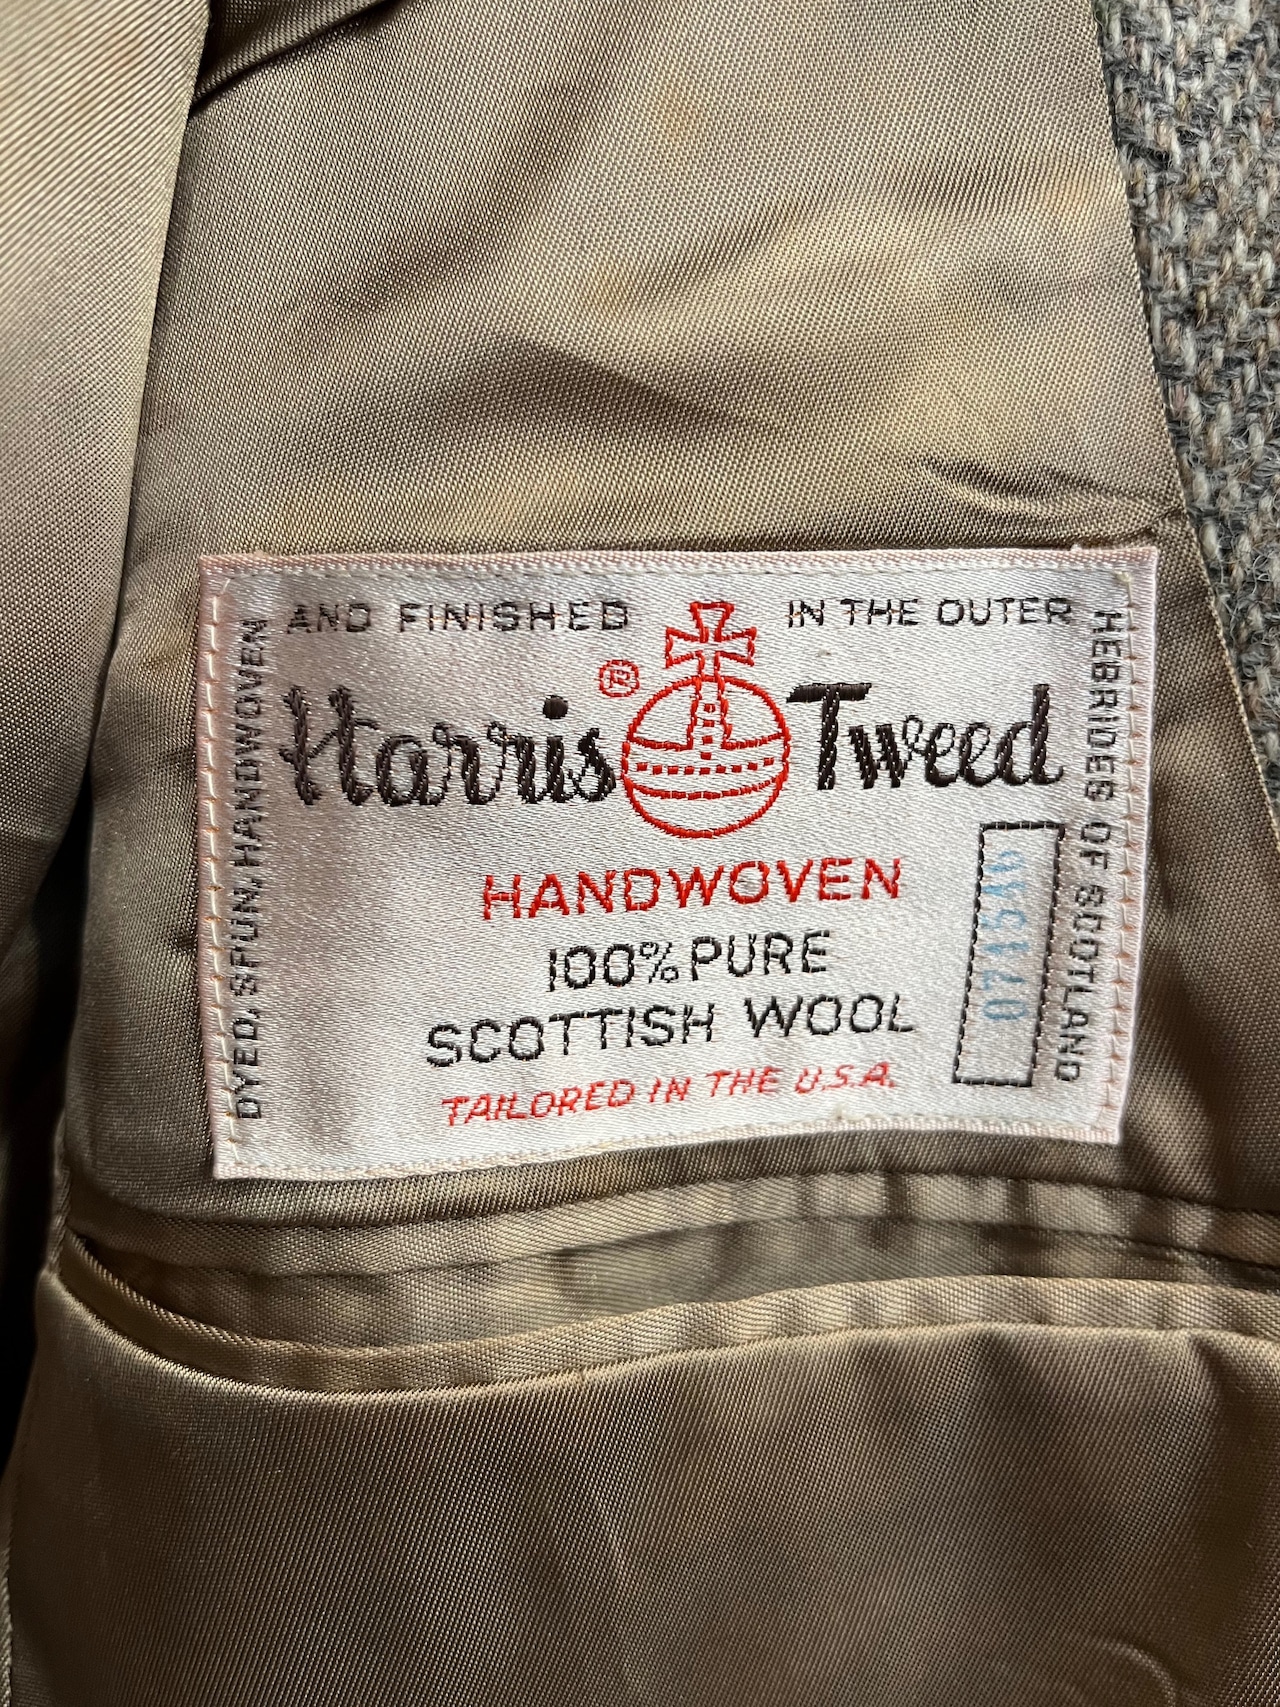 DYED, SPUN, HANDWOVEN
AND FINISHED
IN THE OUTER
HEBRIDES OF SCOTLAND
Harris Tweed
®
HANDWOVEN
100% PURE
SCOTTISH WOOL
TAILORED IN THE U.S.A.